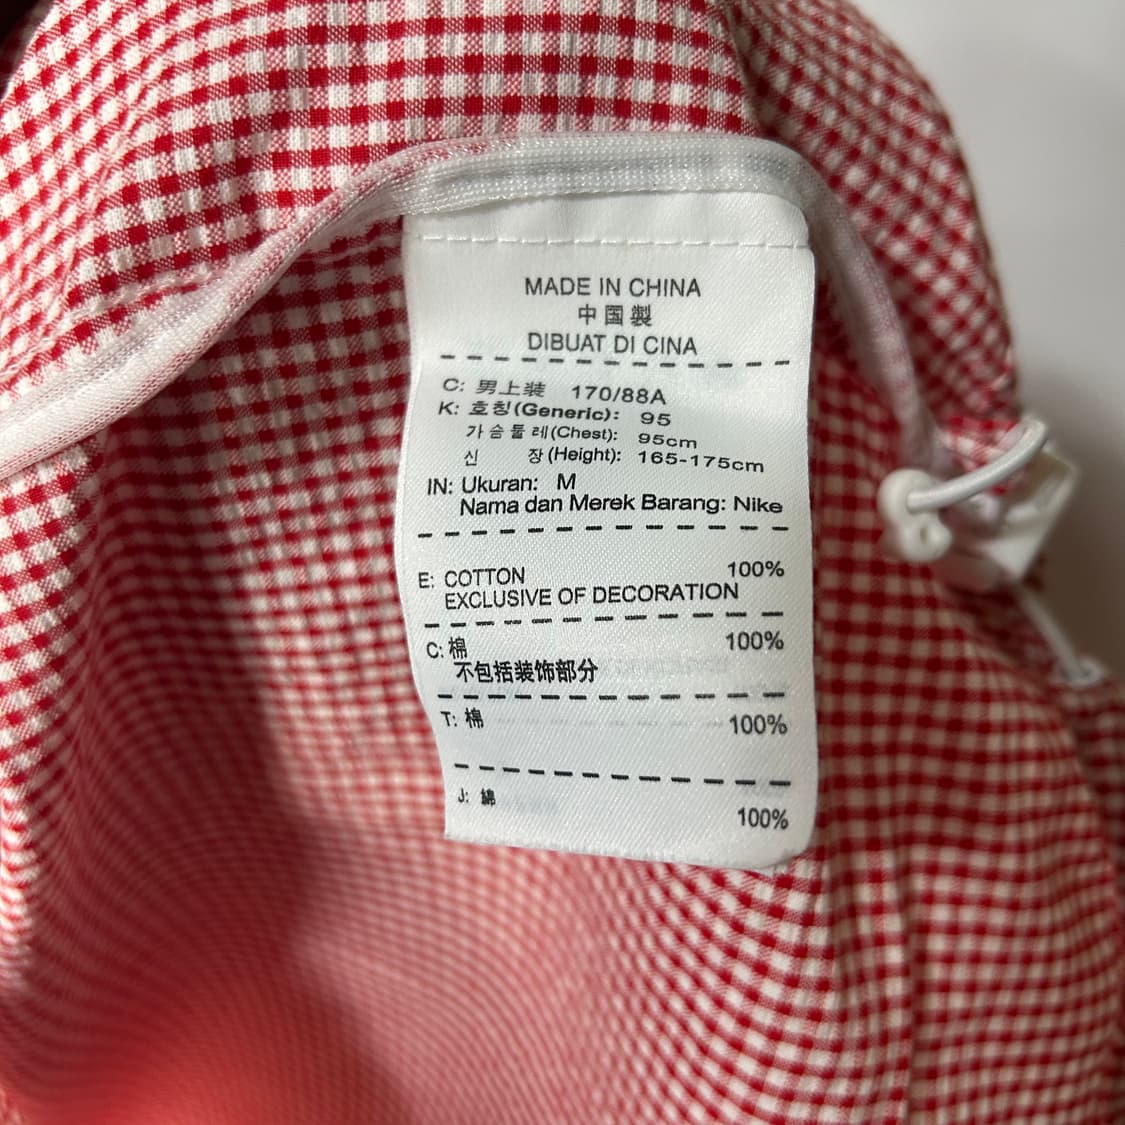 MADE IN CHINA
中国製
DIBUAT DI CINA
C: 男上装 170/88A
K: 호칭(Generic): 95
가슴둘레(Chest): 95cm
신 장(Height): 165-175cm
IN: Ukuran: M
Nama dan Merek Barang: Nike
E: COTTON 100%
EXCLUSIVE OF DECORATION
C: 棉 100%
不包括装饰部分
T: 棉 100%
J: 綿 100%